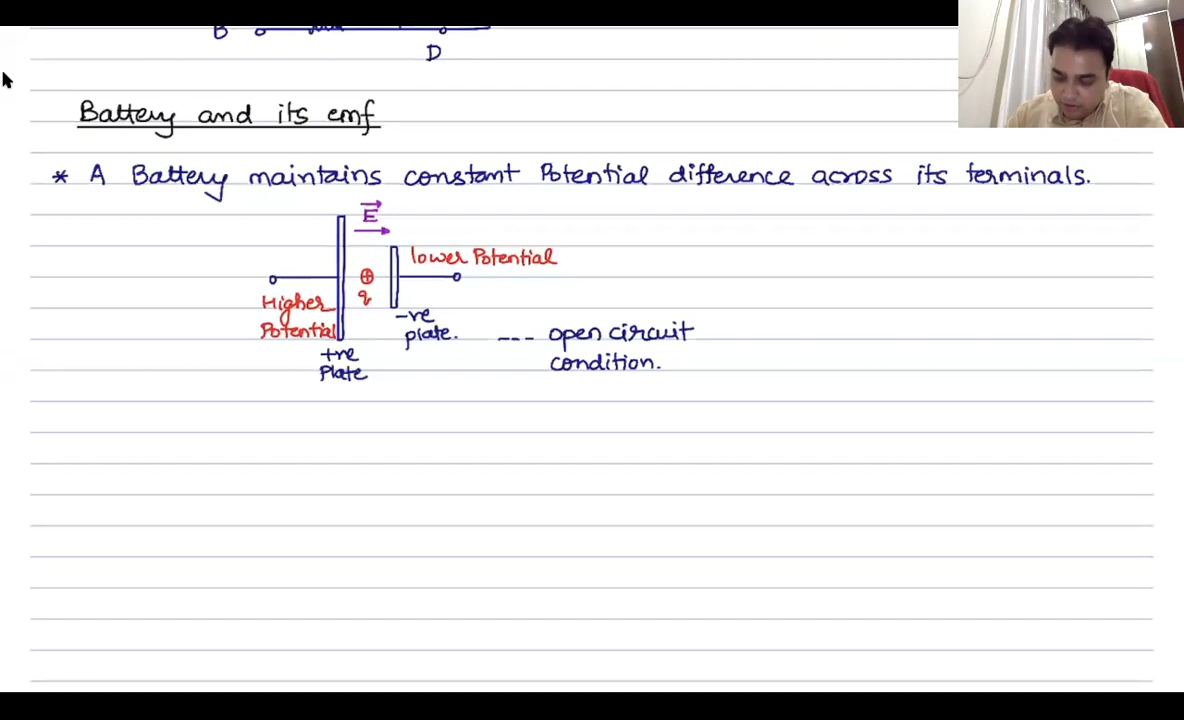 B
D
Battery and its emf
* A Battery maintains constant Potential difference across its terminals.
E
lower Potential
⊕
q
Higher
Potential
-ve
plate.
--- open circuit
condition.
+ve
Plate